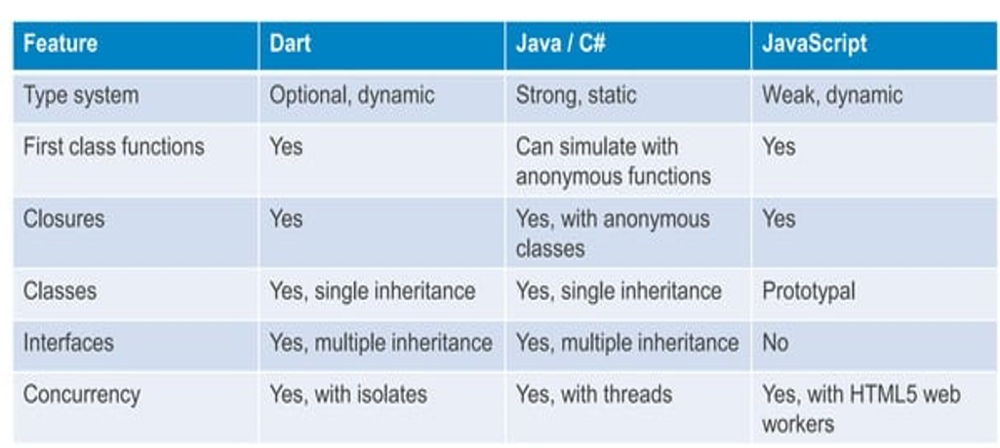 Feature Dart Java / C# JavaScript
Type system Optional, dynamic Strong, static Weak, dynamic
First class functions Yes Can simulate with Yes
anonymous functions
Closures Yes Yes, with anonymous Yes
classes
Classes Yes, single inheritance Yes, single inheritance Prototypal
Interfaces Yes, multiple inheritance Yes, multiple inheritance No
Concurrency Yes, with isolates Yes, with threads Yes, with HTML5 web
workers